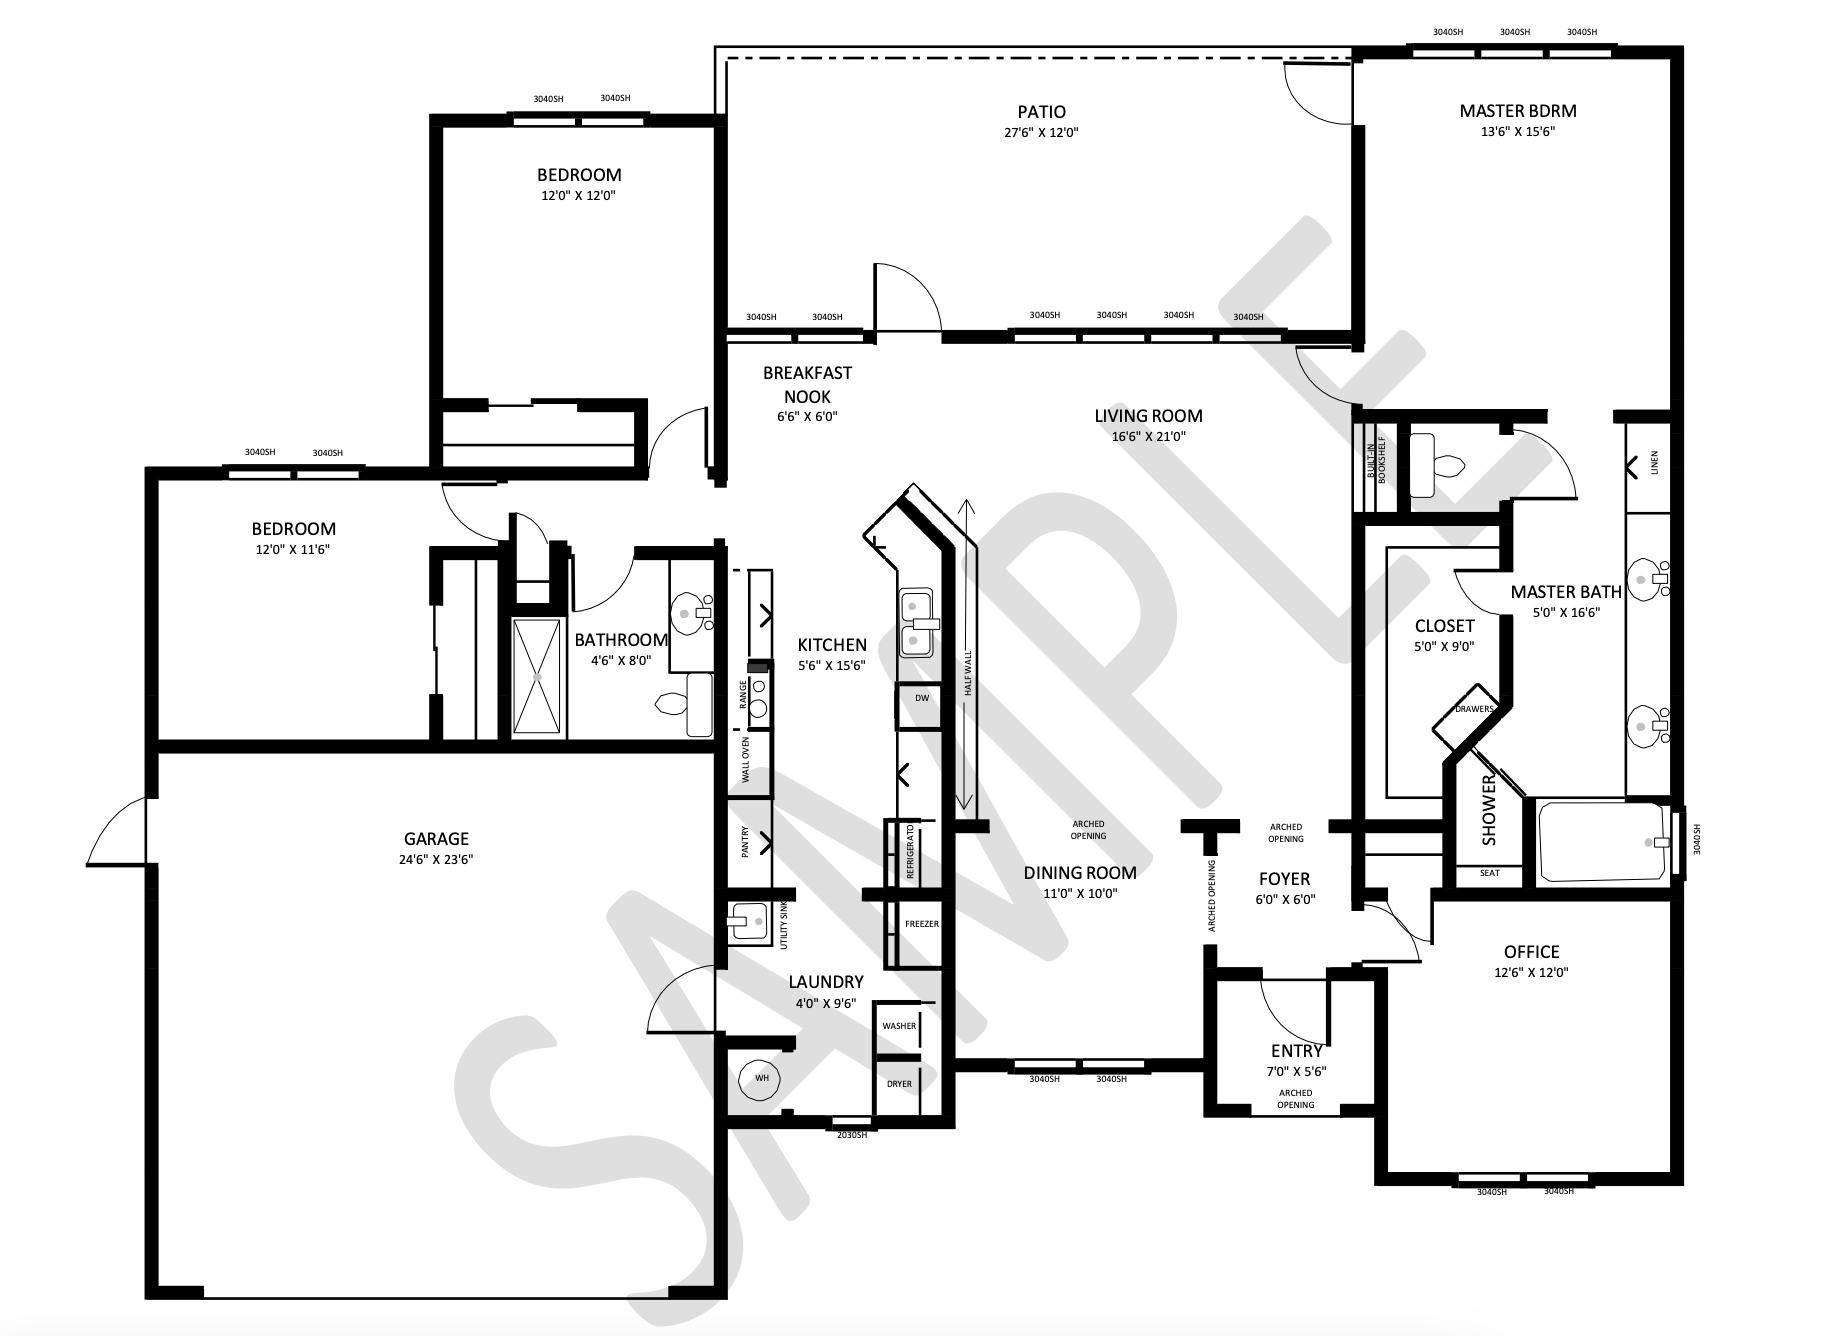 3040SH 3040SH 3040SH
3040SH 3040SH
PATIO
27'6" X 12'0"
MASTER BDRM
13'6" X 15'6"
BEDROOM
12'0" X 12'0"
3040SH 3040SH
3040SH 3040SH 3040SH 3040SH
BREAKFAST
NOOK
6'6" X 6'0"
LIVING ROOM
16'6" X 21'0"
BUILT-IN
BOOKSHELF
LINEN
3040SH 3040SH
BEDROOM
12'0" X 11'6"
BATHROOM
4'6" X 8'0"
KITCHEN
5'6" X 15'6"
RANGE
WALL OVEN
PANTRY
DW
HALF WALL
REFRIGERATO
CLOSET
5'0" X 9'0"
MASTER BATH
5'0" X 16'6"
DRAWERS
SHOWER
SEAT
3040SH
GARAGE
24'6" X 23'6"
ARCHED
OPENING
ARCHED
OPENING
DINING ROOM
11'0" X 10'0"
ARCHED OPENING
FOYER
6'0" X 6'0"
UTILITY SINK
FREEZER
LAUNDRY
4'0" X 9'6"
WASHER
DRYER
WH
2030SH
OFFICE
12'6" X 12'0"
ENTRY
7'0" X 5'6"
ARCHED
OPENING
3040SH 3040SH
3040SH 3040SH
SAMPLE